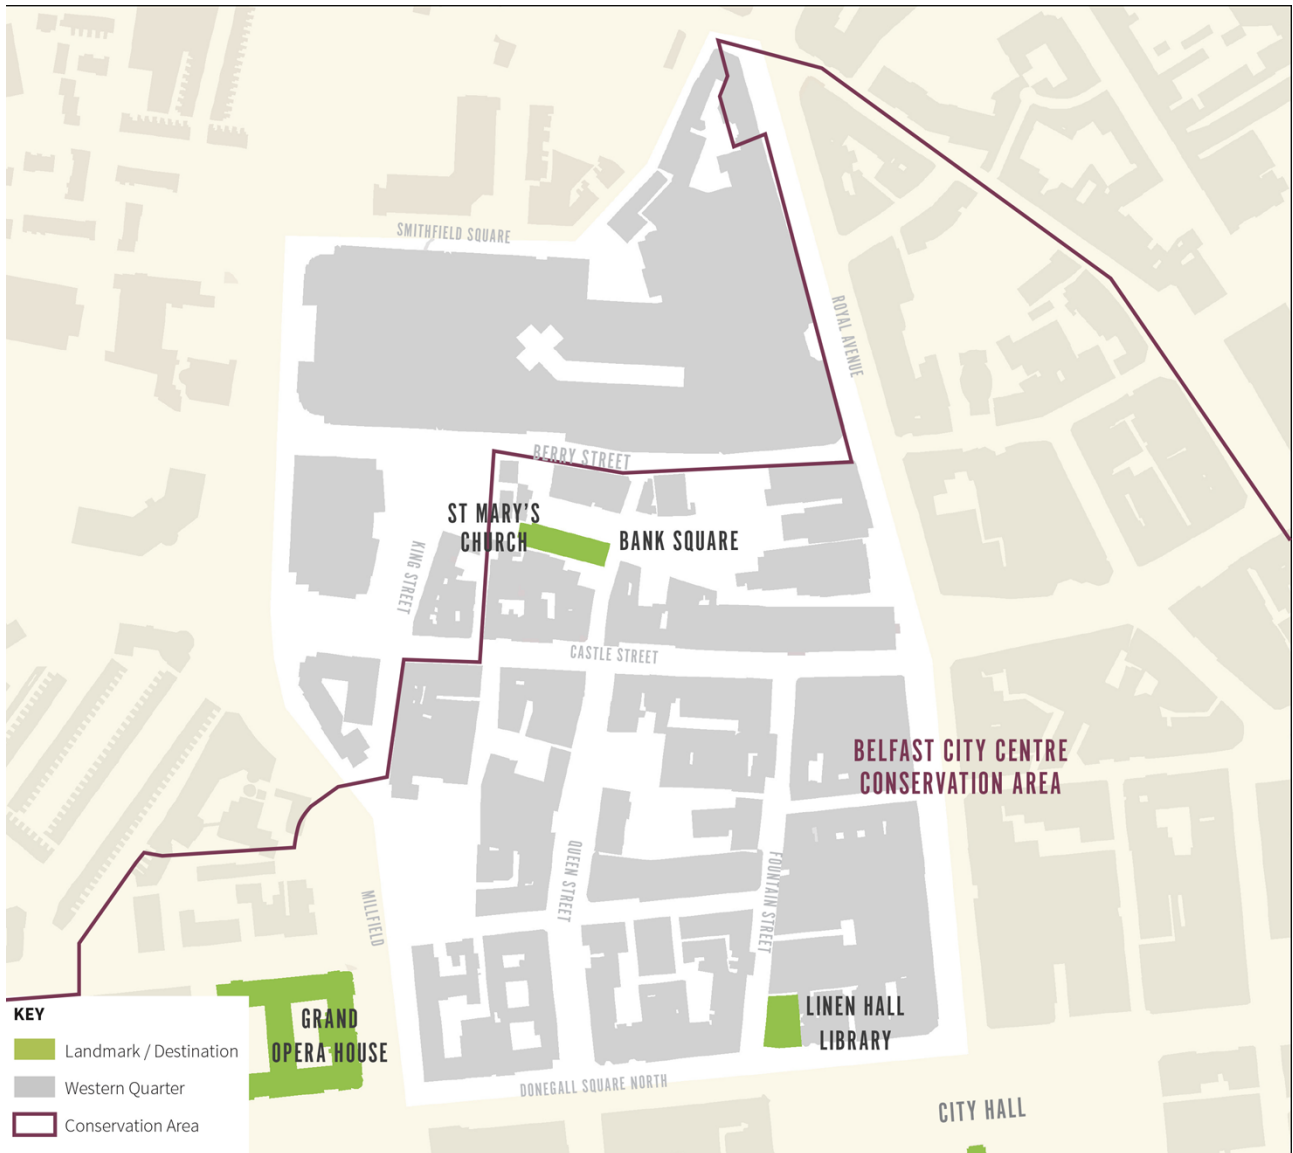 SMITHFIELD SQUARE
ROYAL AVENUE
BERRY STREET
ST MARY'S
CHURCH
BANK SQUARE
KING STREET
CASTLE STREET
BELFAST CITY CENTRE
CONSERVATION AREA
QUEEN STREET
FOUNTAIN STREET
MILLFIELD
GRAND
OPERA HOUSE
LINEN HALL
LIBRARY
DONEGALL SQUARE NORTH
CITY HALL
KEY
Landmark / Destination
Western Quarter
Conservation Area